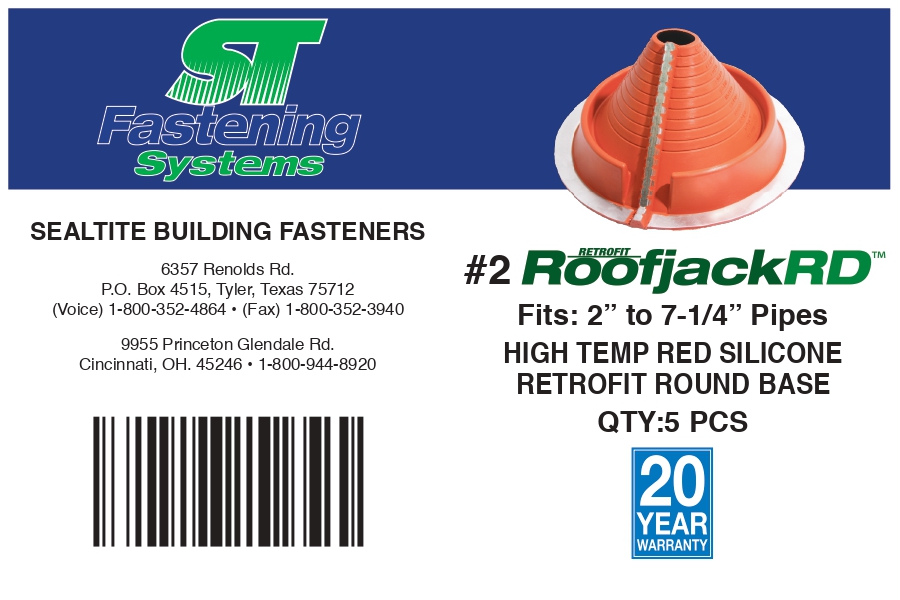 ST
Fastening
Systems
SEALTITE BUILDING FASTENERS
6357 Renolds Rd.
P.O. Box 4515, Tyler, Texas 75712
(Voice) 1-800-352-4864 • (Fax) 1-800-352-3940
9955 Princeton Glendale Rd.
Cincinnati, OH. 45246 • 1-800-944-8920
RETROFIT
#2 RoofjackRD™
Fits: 2” to 7-1/4” Pipes
HIGH TEMP RED SILICONE
RETROFIT ROUND BASE
QTY:5 PCS
20
YEAR
WARRANTY